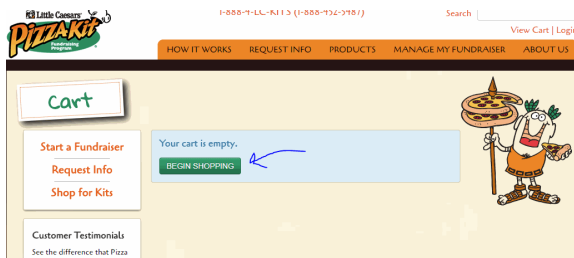 Little Caesars
PIZZA KIT
Fundraising
Program
1-888-4-LC-KITS (1-888-452-5487)
Search
View Cart | Login
HOW IT WORKS
REQUEST INFO
PRODUCTS
MANAGE MY FUNDRAISER
ABOUT US
Cart
Start a Fundraiser
Request Info
Shop for Kits
Your cart is empty.
BEGIN SHOPPING
Customer Testimonials
See the difference that Pizza